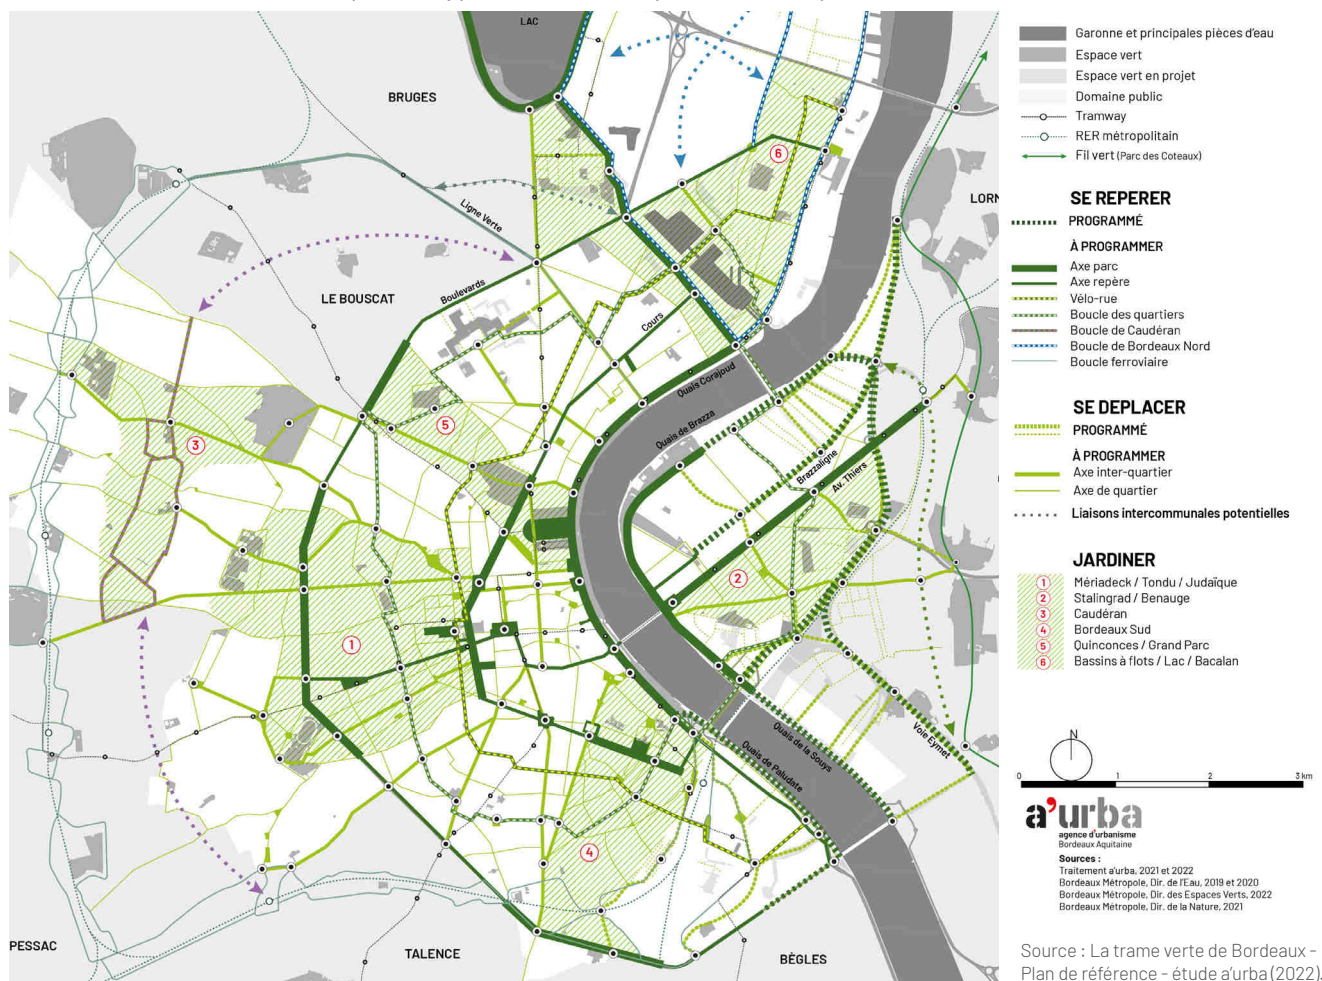 LAC
BRUGES
LE BOUSCAT
Ligne Verte
Boulevards
Cours
Quais Corajoud
Quais de Brazza
Brazzaligne
Av. Thiers
Quais de la Souys
Quais de Paludate
Voie Eymet
LORM
PESSAC
TALENCE
BÈGLES
1
2
3
4
5
6
Garonne et principales pièces d'eau
Espace vert
Espace vert en projet
Domaine public
Tramway
RER métropolitain
Fil vert (Parc des Coteaux)
SE REPERER
PROGRAMMÉ
À PROGRAMMER
Axe parc
Axe repère
Vélo-rue
Boucle des quartiers
Boucle de Caudéran
Boucle de Bordeaux Nord
Boucle ferroviaire
SE DEPLACER
PROGRAMMÉ
À PROGRAMMER
Axe inter-quartier
Axe de quartier
Liaisons intercommunales potentielles
JARDINER
1 Mériadeck / Tondu / Judaïque
2 Stalingrad / Benauge
3 Caudéran
4 Bordeaux Sud
5 Quinconces / Grand Parc
6 Bassins à flots / Lac / Bacalan
N
0 1 2 3 km
a'urba
agence d'urbanisme
Bordeaux Aquitaine
Sources :
Traitement a'urba, 2021 et 2022
Bordeaux Métropole, Dir. de l'Eau, 2019 et 2020
Bordeaux Métropole, Dir. des Espaces Verts, 2022
Bordeaux Métropole, Dir. de la Nature, 2021
Source : La trame verte de Bordeaux -
Plan de référence - étude a'urba (2022).